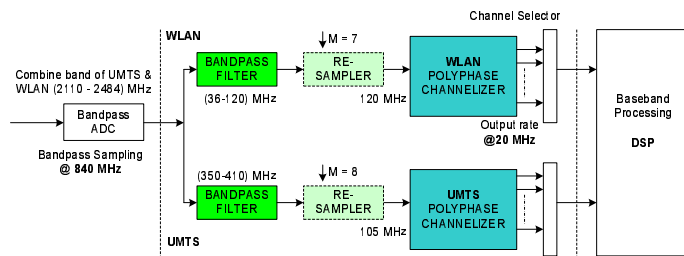 Channel Selector
WLAN
M = 7
Combine band of UMTS &
WLAN (2110 - 2484) MHz
BANDPASS
FILTER
RE-
SAMPLER
WLAN
POLYPHASE
CHANNELIZER
(36-120) MHz
120 MHz
Bandpass
ADC
Output rate
@20 MHz
Baseband
Processing
DSP
Bandpass Sampling
@ 840 MHz
(350-410) MHz
M = 8
BANDPASS
FILTER
RE-
SAMPLER
UMTS
POLYPHASE
CHANNELIZER
105 MHz
UMTS